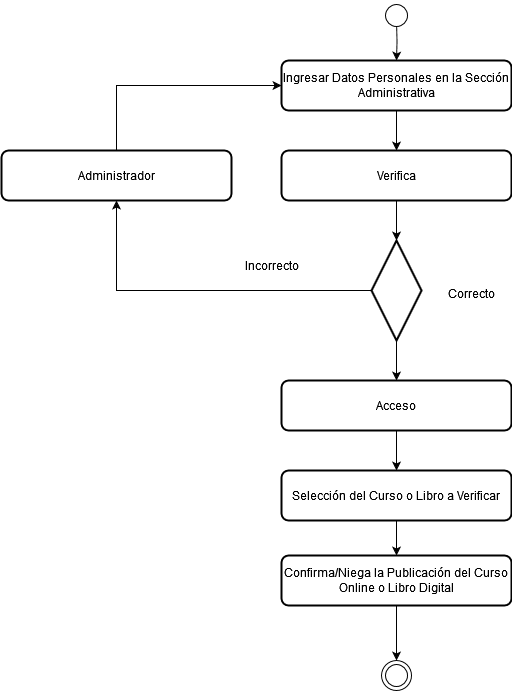 Ingresar Datos Personales en la Sección
Administrativa
Administrador
Verifica
Incorrecto
Correcto
Acceso
Selección del Curso o Libro a Verificar
Confirma/Niega la Publicación del Curso
Online o Libro Digital